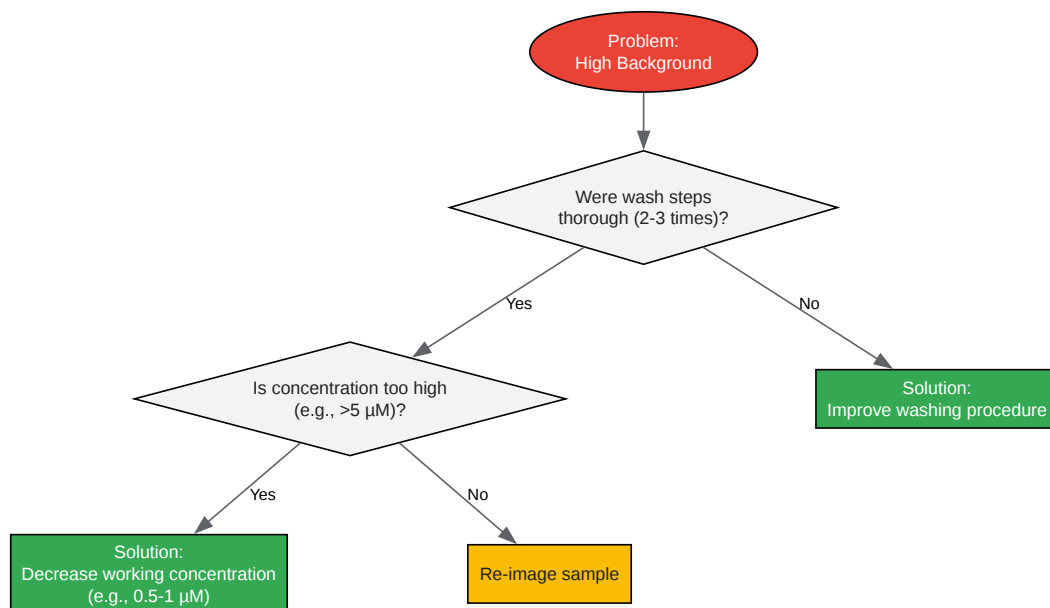 Problem:
High Background
Were wash steps
thorough (2-3 times)?
Yes
No
Is concentration too high
(e.g., >5 µM)?
Solution:
Improve washing procedure
Yes
No
Solution:
Decrease working concentration
(e.g., 0.5-1 µM)
Re-image sample